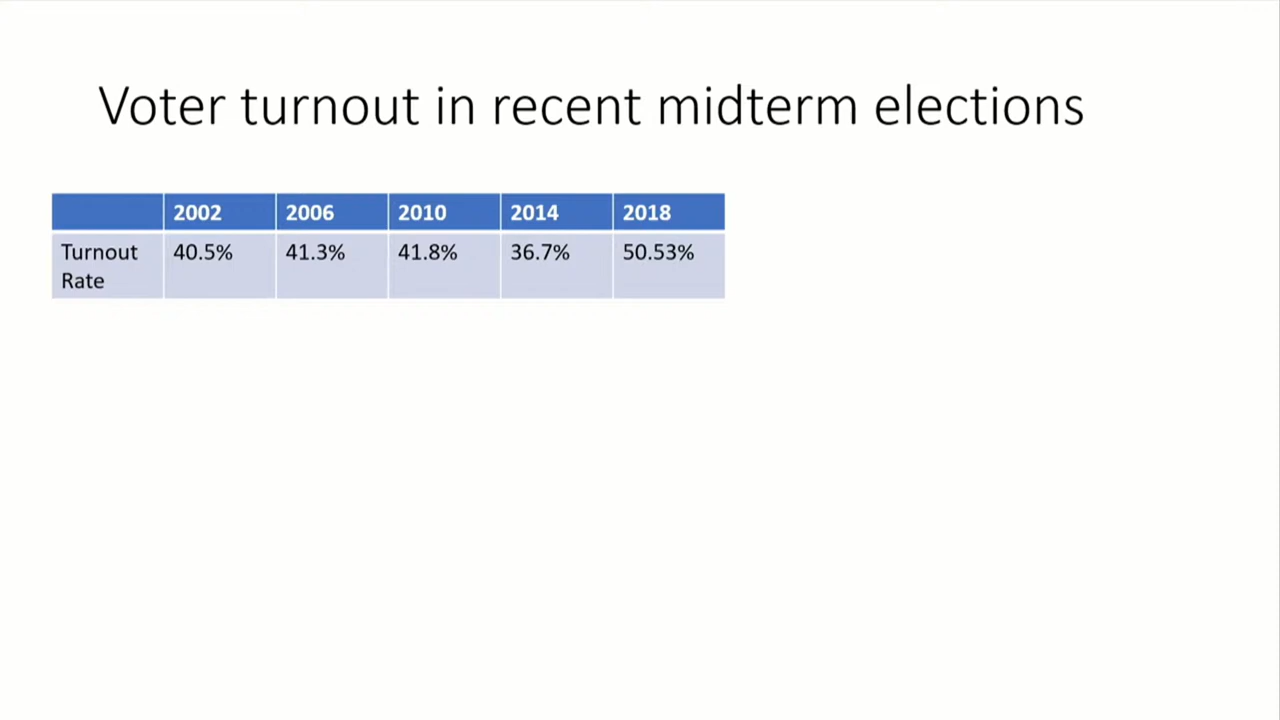 Voter turnout in recent midterm elections
2002 2006 2010 2014 2018
Turnout 40.5% 41.3% 41.8% 36.7% 50.53%
Rate